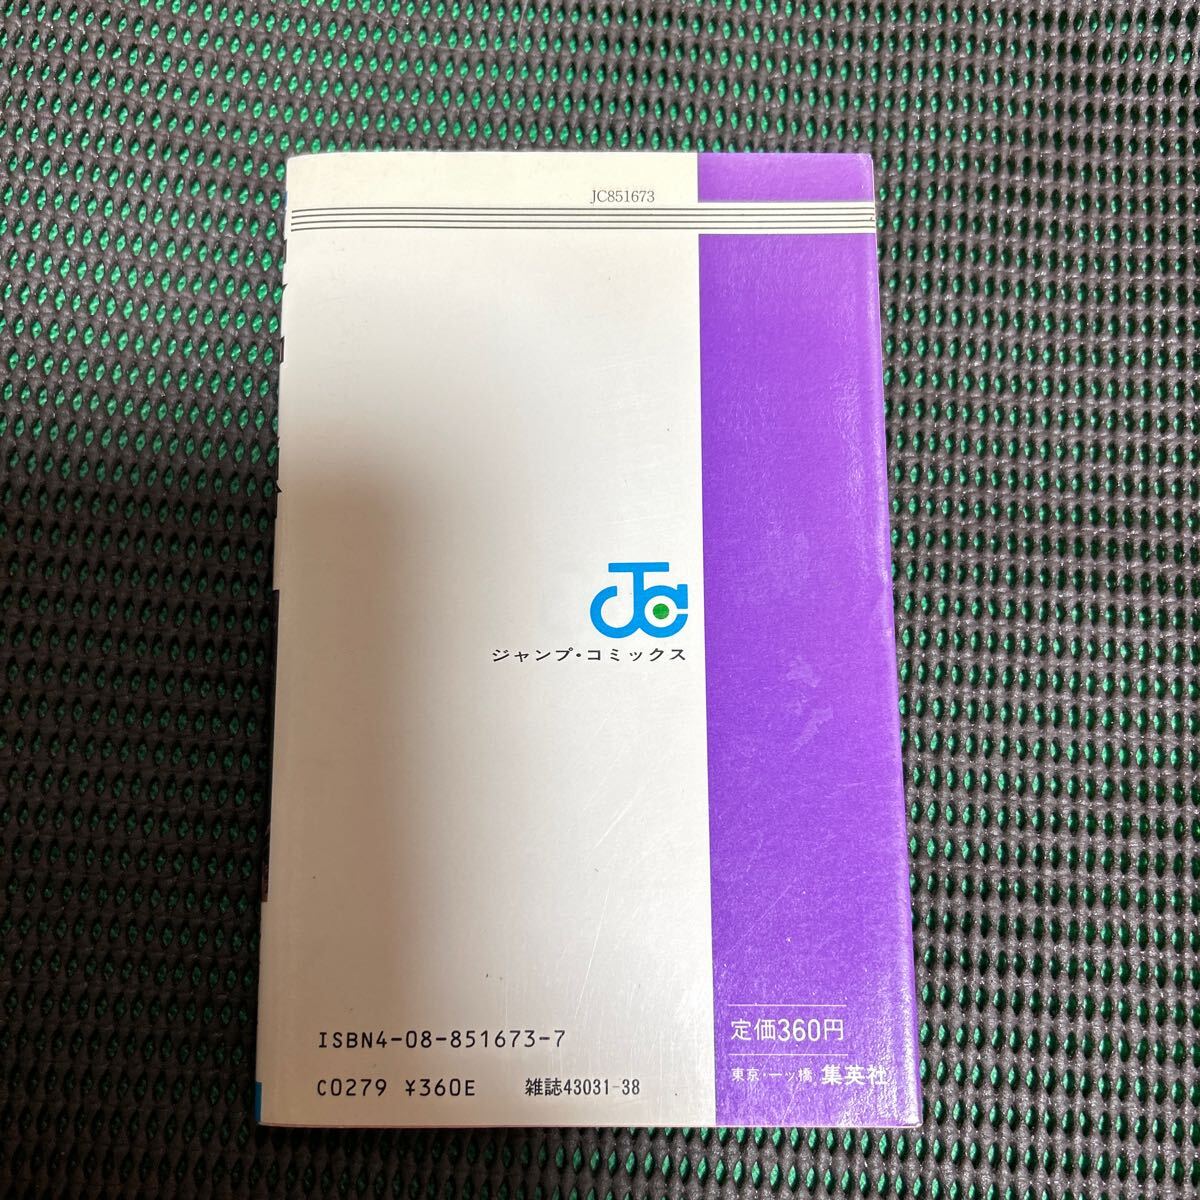 JC851673
JC
ジャンプ・コミックス
ISBN4-08-851673-7
C0279 ¥360E 雑誌43031-38
定価360円
東京・一ッ橋 集英社